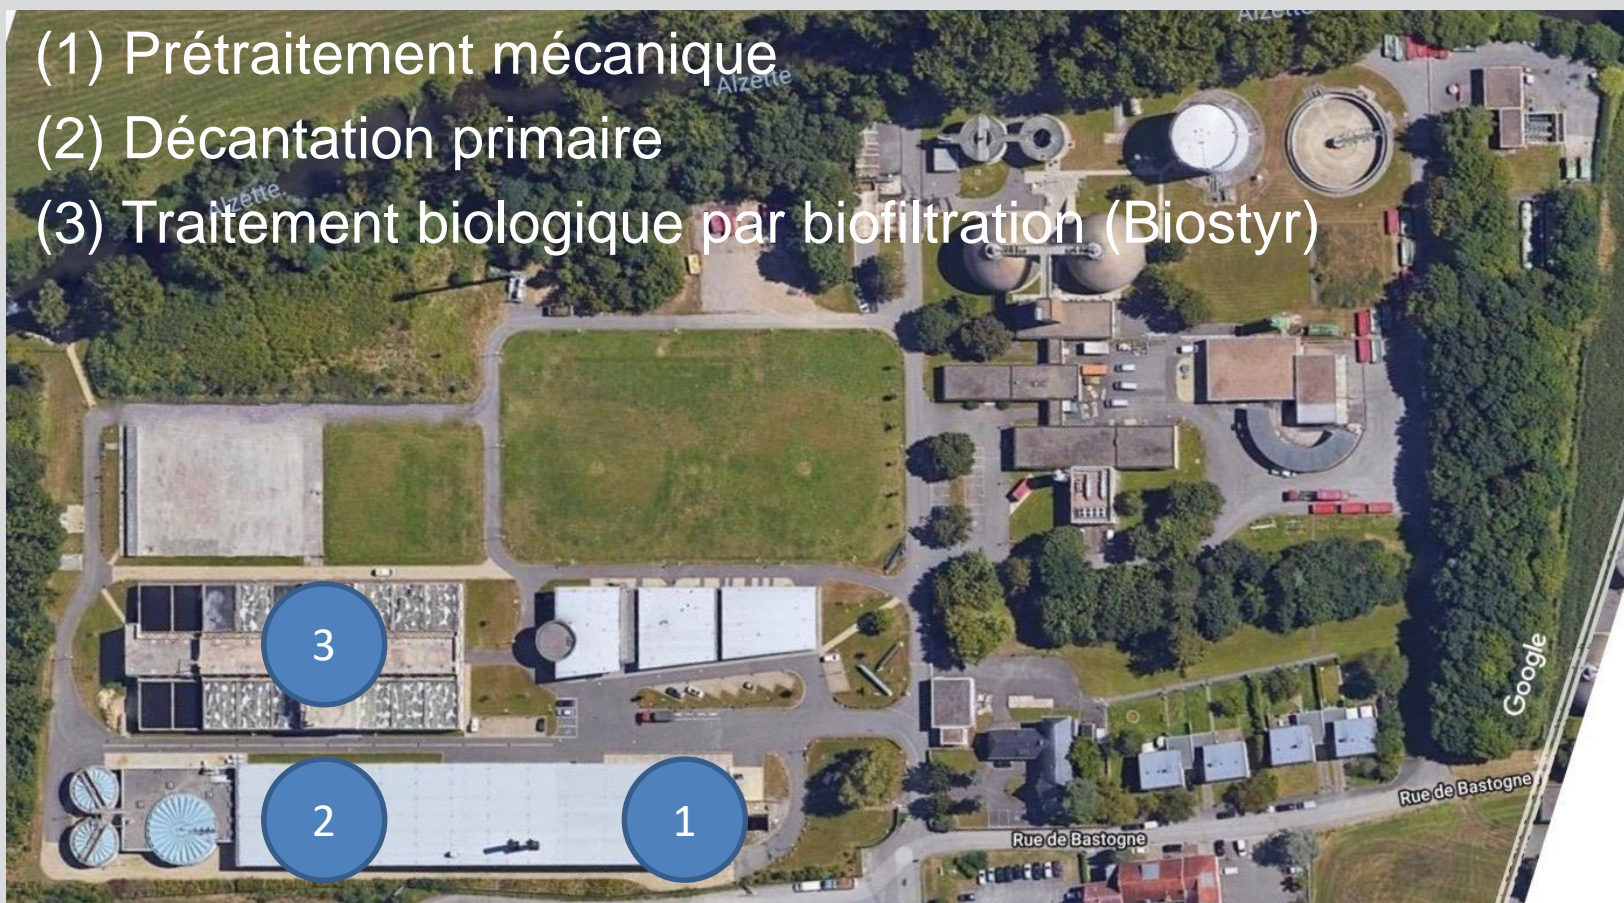 Alzette
(1) Prétraitement mécanique
Alzette
(2) Décantation primaire
Alzette
(3) Traitement biologique par biofiltration (Biostyr)
3
Google
2
1
Rue de Bastogne
Rue de Bastogne